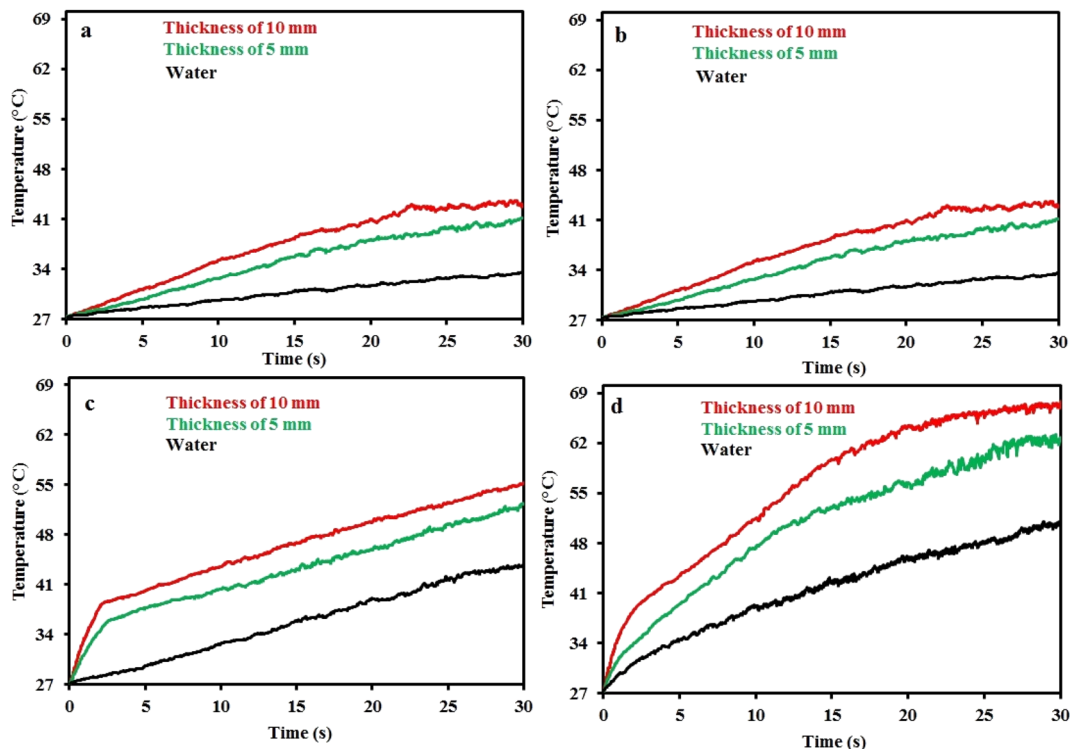 a
Thickness of 10 mm
Thickness of 5 mm
Water
Temperature (°C)
69
62
55
48
41
34
27
0 5 10 15 20 25 30
Time (s)
b
Thickness of 10 mm
Thickness of 5 mm
Water
Temperature (°C)
69
62
55
48
41
34
27
0 5 10 15 20 25 30
Time (s)
c
Thickness of 10 mm
Thickness of 5 mm
Water
Temperature (°C)
69
62
55
48
41
34
27
0 5 10 15 20 25 30
Time (s)
d
Thickness of 10 mm
Thickness of 5 mm
Water
Temperature (°C)
69
62
55
48
41
34
27
0 5 10 15 20 25 30
Time (s)